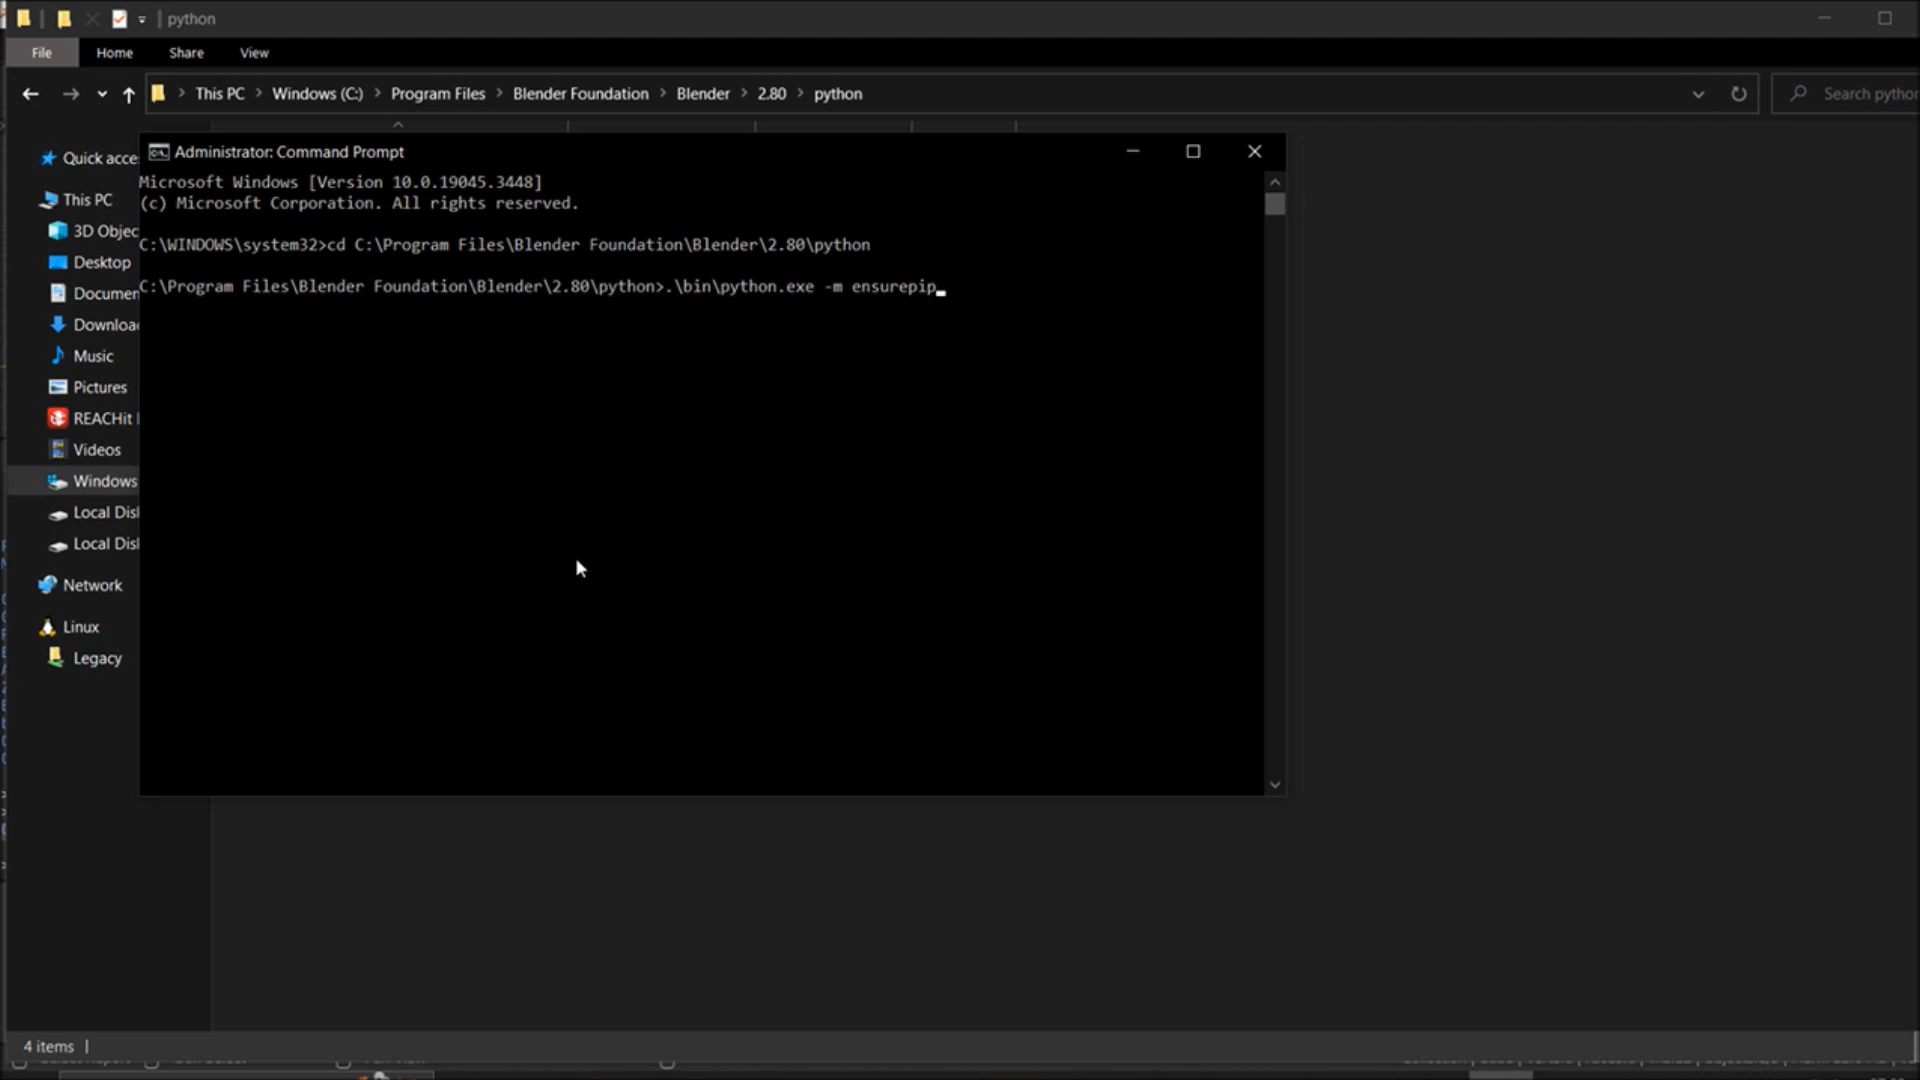 python
File Home Share View
This PC > Windows (C:) > Program Files > Blender Foundation > Blender > 2.80 > python
Search python
Administrator: Command Prompt
Microsoft Windows [Version 10.0.19045.3448]
(c) Microsoft Corporation. All rights reserved.
C:\WINDOWS\system32>cd C:\Program Files\Blender Foundation\Blender\2.80\python
C:\Program Files\Blender Foundation\Blender\2.80\python>.\bin\python.exe -m ensurepip
Quick acce
This PC
3D Objec
Desktop
Documen
Downloa
Music
Pictures
REACHit
Videos
Windows
Local Dis
Local Dis
Network
Linux
Legacy
4 items